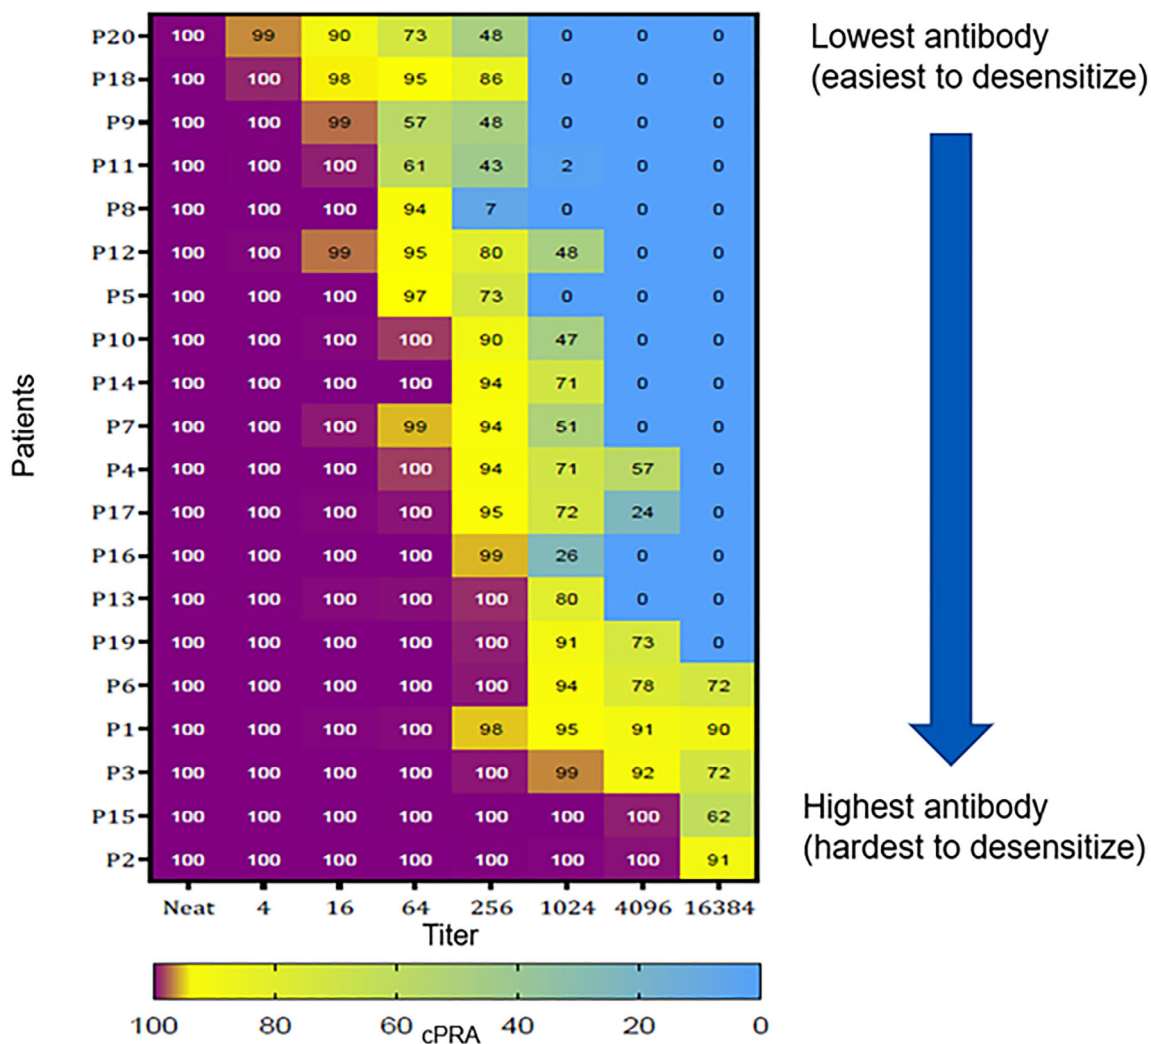 P20 100 99 90 73 48 0 0 0
P18 100 100 98 95 86 0 0 0
P9 100 100 99 57 48 0 0 0
P11 100 100 100 61 43 2 0 0
P8 100 100 100 94 7 0 0 0
P12 100 100 99 95 80 48 0 0
P5 100 100 100 97 73 0 0 0
P10 100 100 100 100 90 47 0 0
P14 100 100 100 100 94 71 0 0
P7 100 100 100 99 94 51 0 0
P4 100 100 100 100 94 71 57 0
P17 100 100 100 100 95 72 24 0
P16 100 100 100 100 99 26 0 0
P13 100 100 100 100 100 80 0 0
P19 100 100 100 100 100 91 73 0
P6 100 100 100 100 100 94 78 72
P1 100 100 100 100 98 95 91 90
P3 100 100 100 100 100 99 92 72
P15 100 100 100 100 100 100 100 62
P2 100 100 100 100 100 100 100 91
Neat 4 16 64 256 1024 4096 16384
Titer
Patients
100 80 60 40 20 0
cPRA
Lowest antibody
(easiest to desensitize)
Highest antibody
(hardest to desensitize)